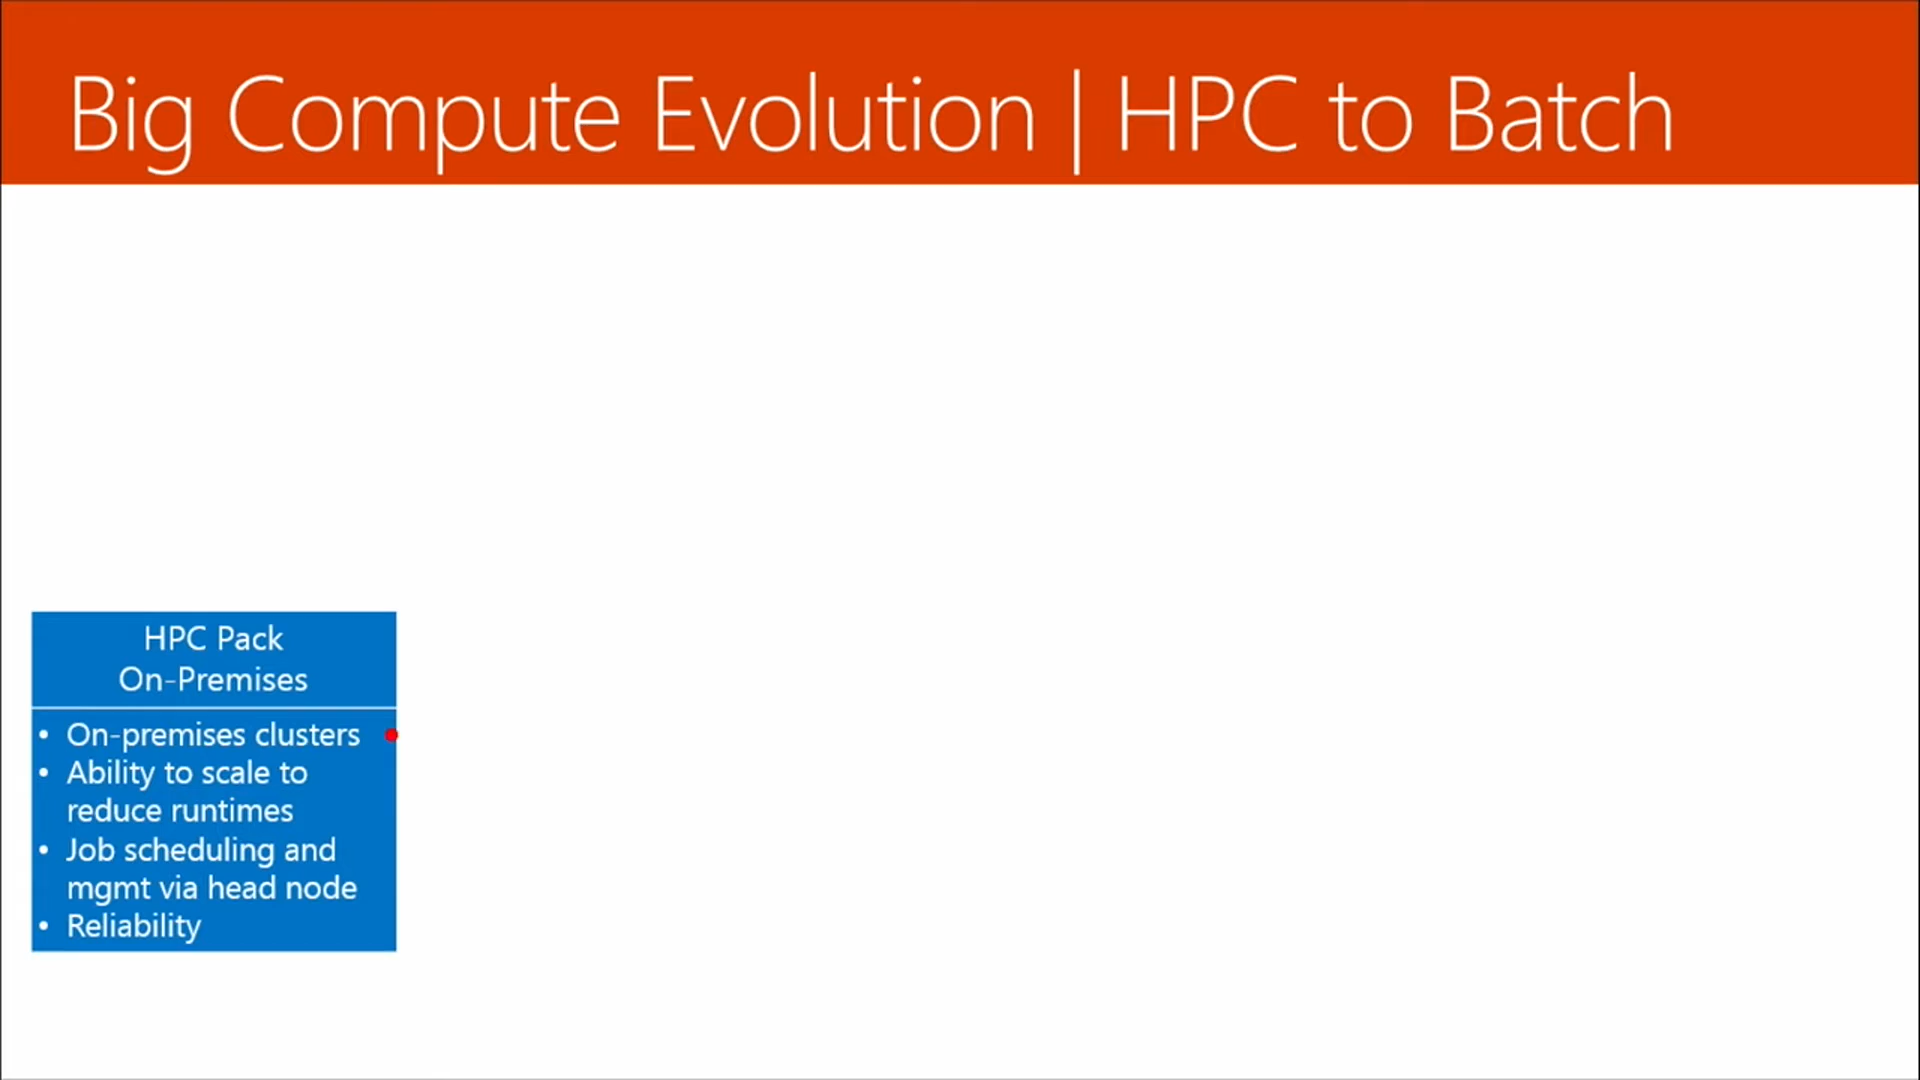 Big Compute Evolution | HPC to Batch
HPC Pack
On-Premises
• On-premises clusters
• Ability to scale to
reduce runtimes
• Job scheduling and
mgmt via head node
• Reliability